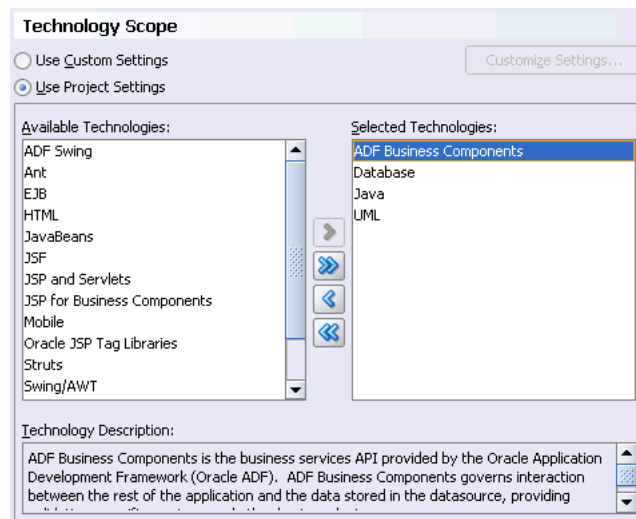 Technology Scope
Use Custom Settings
Customize Settings...
Use Project Settings
Available Technologies:
ADF Swing
Ant
EJB
HTML
JavaBeans
JSF
JSP and Servlets
JSP for Business Components
Mobile
Oracle JSP Tag Libraries
Struts
Swing/AWT
Selected Technologies:
ADF Business Components
Database
Java
UML
Technology Description:
ADF Business Components is the business services API provided by the Oracle Application
Development Framework (Oracle ADF). ADF Business Components governs interaction
between the rest of the application and the data stored in the datasource, providing